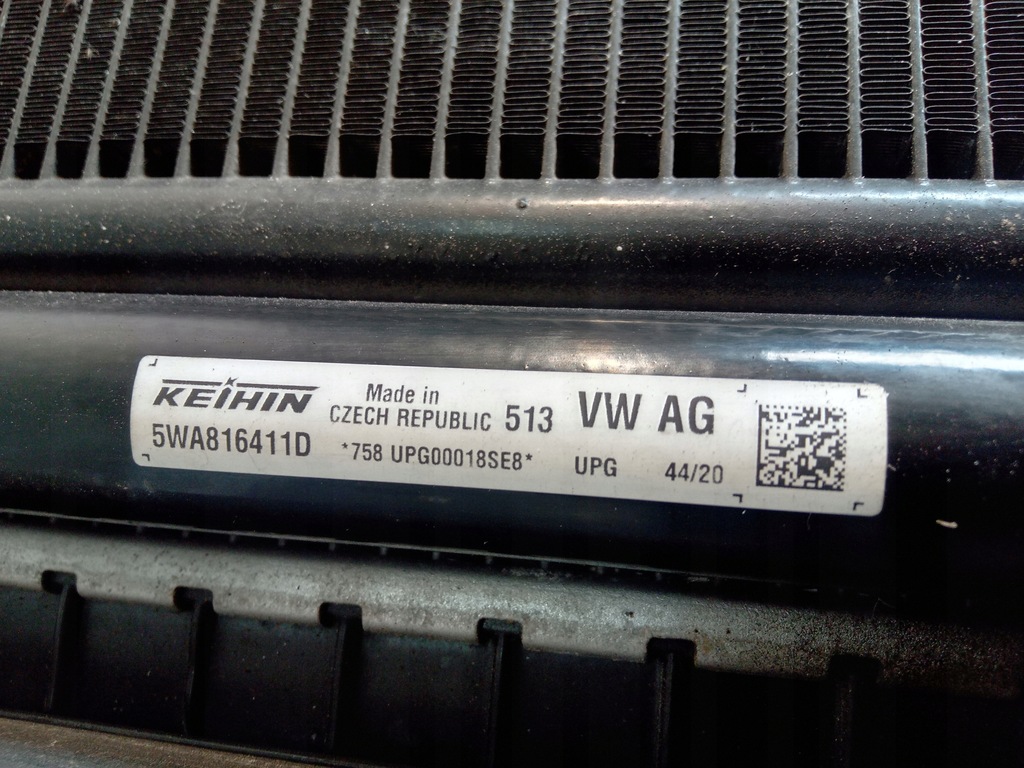 KEIHIN Made in VW AG
5WA816411D CZECH REPUBLIC 513
*758 UPG00018SE8* UPG 44/20